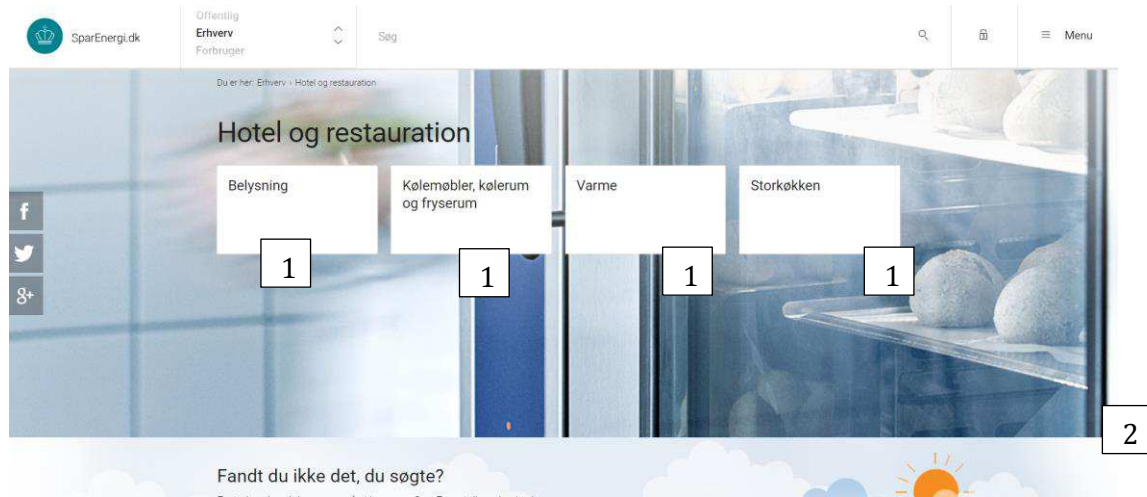 SparEnergi.dk
Offentlig
Erhverv
Forbruger
Søg
Menu
Du er her: Erhverv › Hotel og restauration
Hotel og restauration
Belysning
Kølemøbler, kølerum
og fryserum
Varme
Storkøkken
f
8+
1
1
1
1
2
Fandt du ikke det, du søgte?